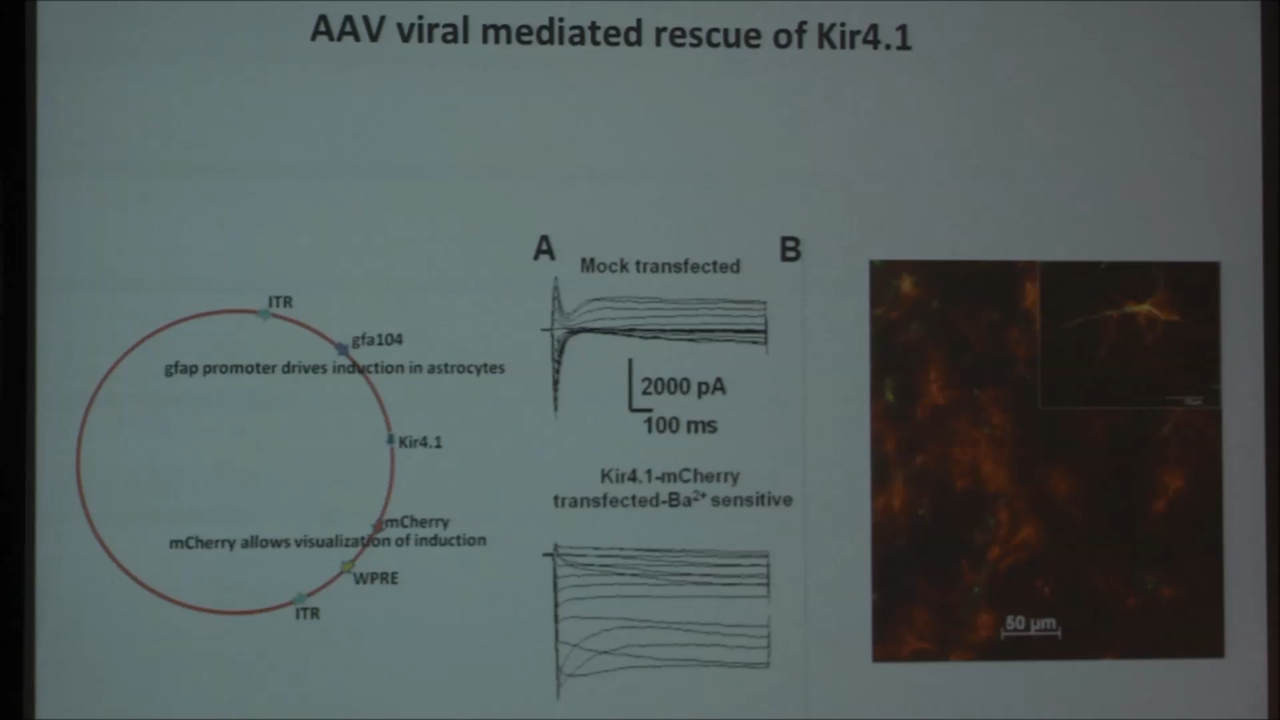 AAV viral mediated rescue of Kir4.1
ITR
gfa104
gfap promoter drives induction in astrocytes
Kir4.1
mCherry
mCherry allows visualization of induction
WPRE
ITR
A
Mock transfected
2000 pA
100 ms
Kir4.1-mCherry
transfected-Ba²⁺ sensitive
B
50 µm